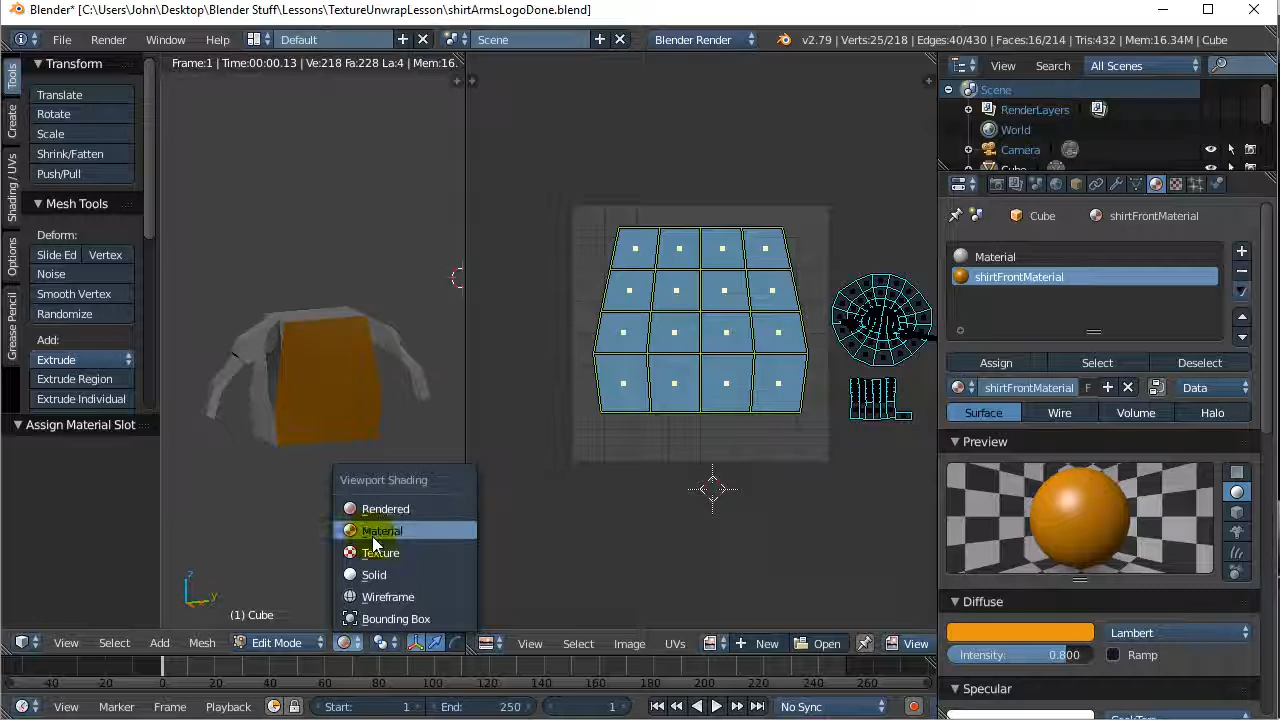 Blender* [C:\Users\John\Desktop\Blender Stuff\Lessons\TextureUnwrapLesson\shirtArmsLogoDone.blend]
File Render Window Help Default Scene Blender Render v2.79 | Verts:25/218 | Edges:40/430 | Faces:16/214 | Tris:432 | Mem:16.34M | Cube
Frame:1 | Time:00:00.13 | Ve:218 Fa:228 La:4 | Mem:16.
Tools
Create
Shading / UVs
Options
Grease Pencil
Transform
Translate
Rotate
Scale
Shrink/Fatten
Push/Pull
Mesh Tools
Deform:
Slide Ed Vertex
Noise
Smooth Vertex
Randomize
Add:
Extrude
Extrude Region
Extrude Individual
Assign Material Slot
Viewport Shading
Rendered
Material
Texture
Solid
Wireframe
Bounding Box
z
y
(1) Cube
View Select Add Mesh Edit Mode
View Select Image UVs New Open View
View Search All Scenes
Scene
RenderLayers
World
Camera
Cube
Cube shirtFrontMaterial
Material
shirtFrontMaterial
Assign Select Deselect
shirtFrontMaterial F Data
Surface Wire Volume Halo
Preview
Diffuse
Lambert
Intensity: 0.800 Ramp
Specular
-40 -20 0 20 40 60 80 100 120 140 160 180 200 220 240 260
View Marker Frame Playback Start: 1 End: 250 1 No Sync